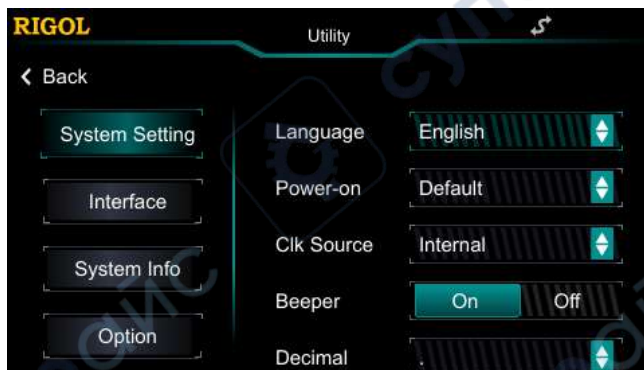 RIGOL
Utility
Back
System Setting
Interface
System Info
Option
Language English
Power-on Default
Clk Source Internal
Beeper On Off
Decimal .